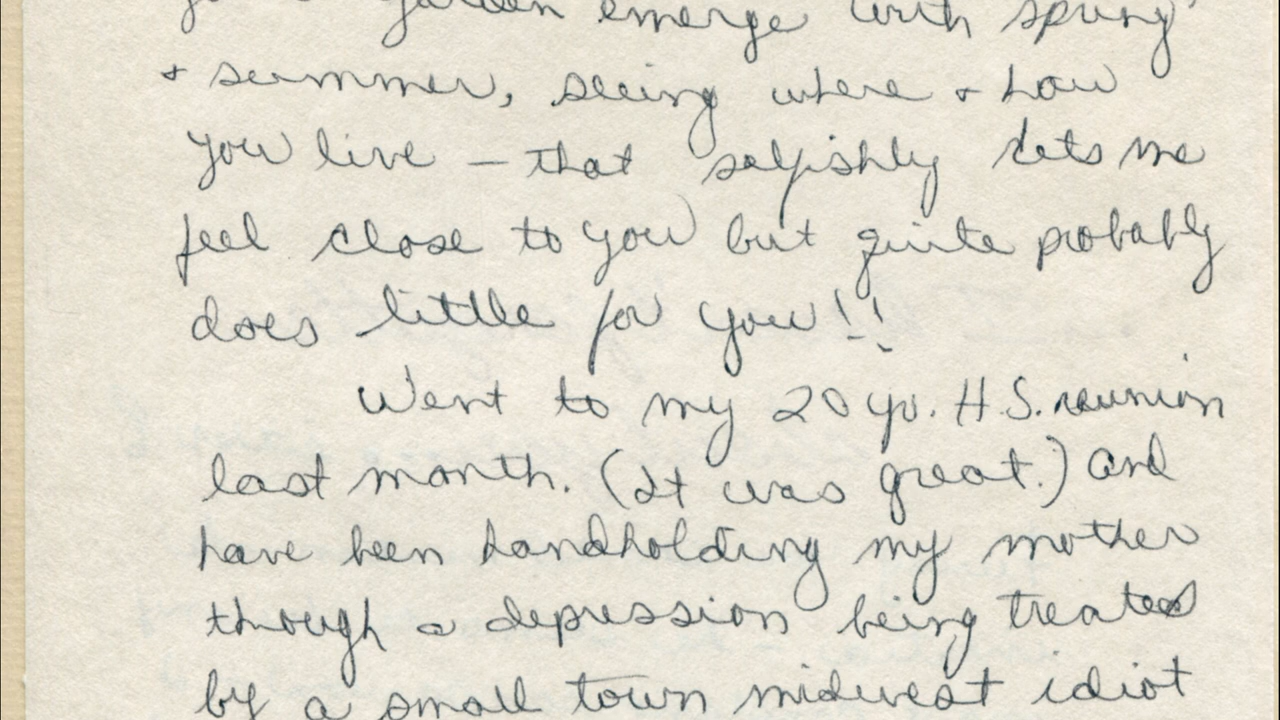 garden emerge with spring
+ summer, seeing where + how
you live — that selfishly lets me
feel close to you but quite probably
does little for you!!
Went to my 20 yr. H.S. reunion
last month. (It was great.) and
have been handholding my mother
through a depression being treated
by a small town midwest idiot